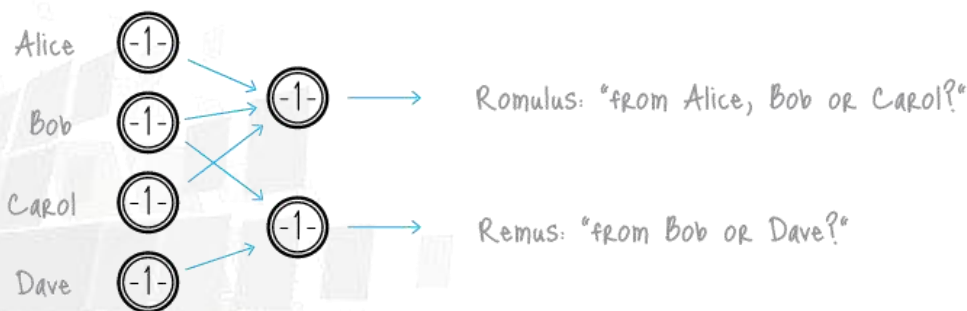 Alice
-1-
-1-
Romulus: "from Alice, Bob or Carol?"
Bob
-1-
Carol
-1-
-1-
Remus: "from Bob or Dave?"
Dave
-1-